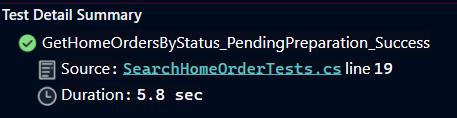 Test Detail Summary
GetHomeOrdersByStatus_PendingPreparation_Success
Source: SearchHomeOrderTests.cs line 19
Duration: 5.8 sec